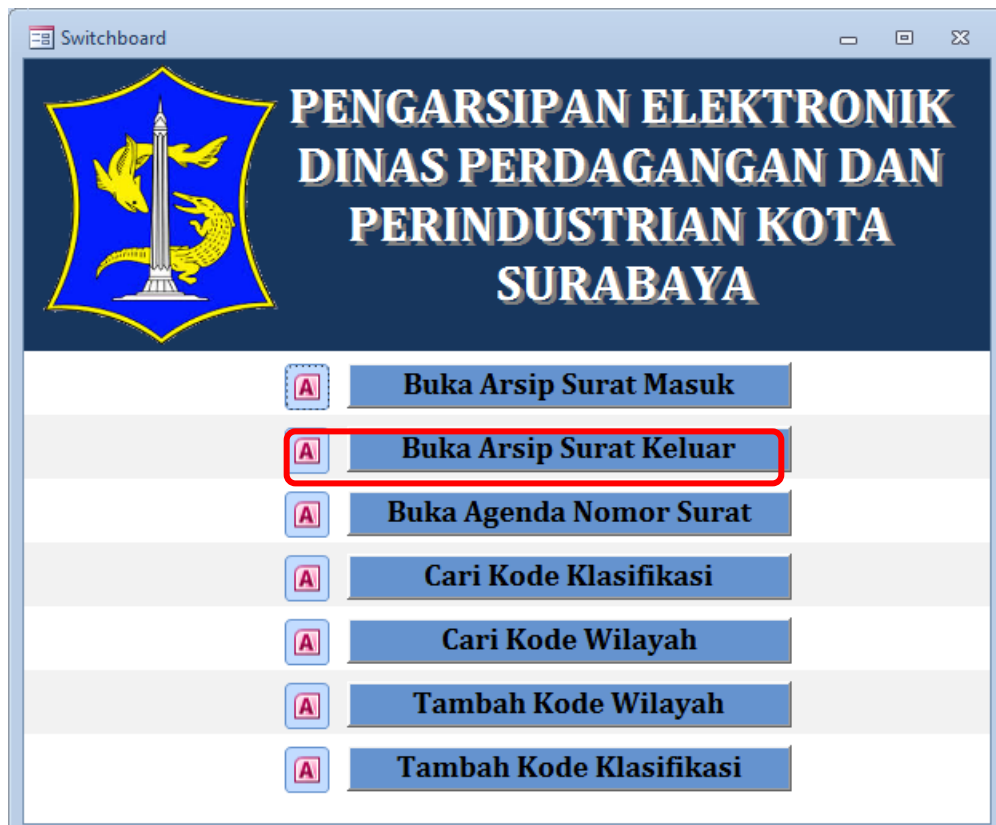 Switchboard
PENGARSIPAN ELEKTRONIK
DINAS PERDAGANGAN DAN
PERINDUSTRIAN KOTA
SURABAYA
A Buka Arsip Surat Masuk
A Buka Arsip Surat Keluar
A Buka Agenda Nomor Surat
A Cari Kode Klasifikasi
A Cari Kode Wilayah
A Tambah Kode Wilayah
A Tambah Kode Klasifikasi